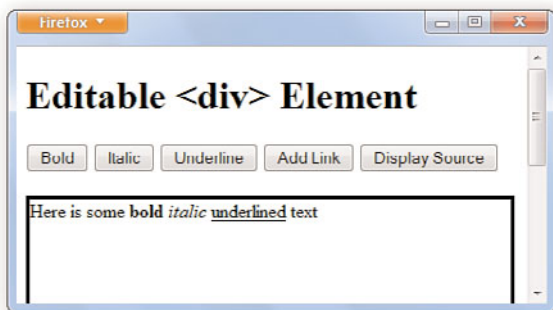 Firefox
Editable <div> Element
Bold Italic Underline Add Link Display Source
Here is some bold italic underlined text